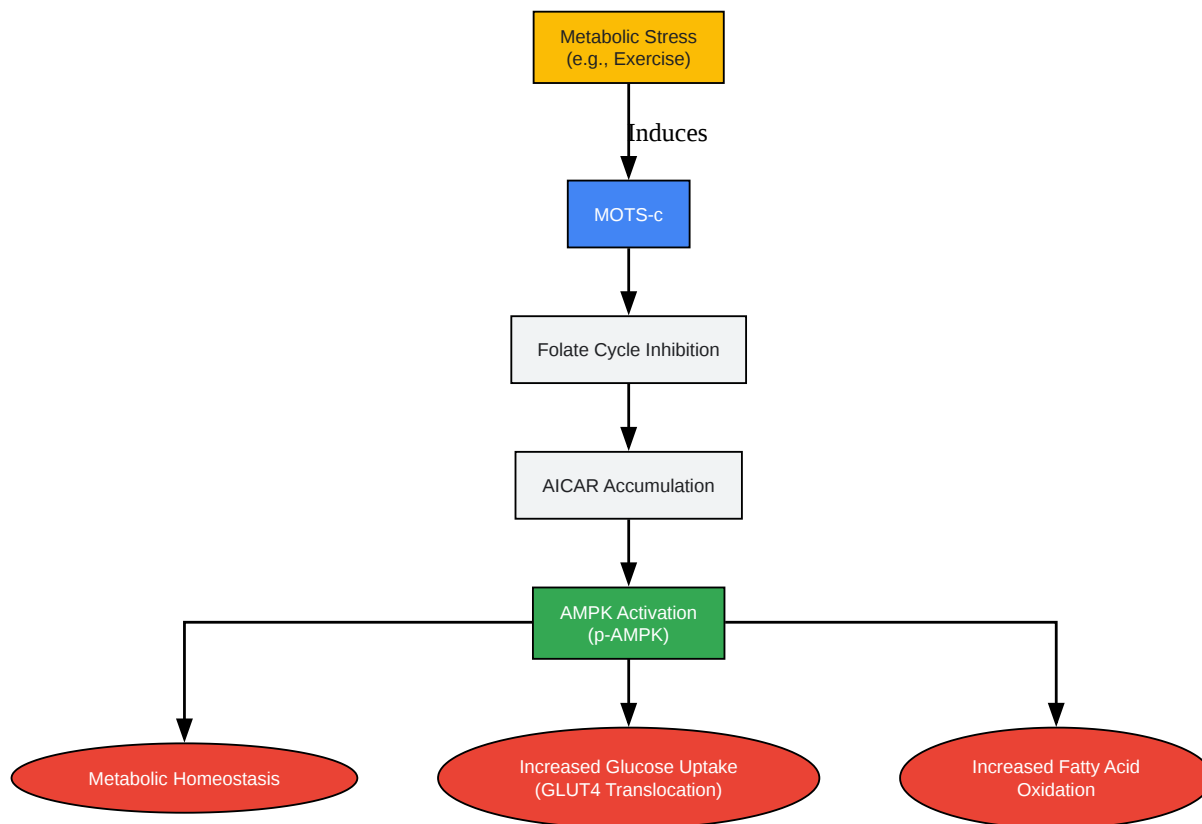 Metabolic Stress
(e.g., Exercise)
Induces
MOTS-c
Folate Cycle Inhibition
AICAR Accumulation
AMPK Activation
(p-AMPK)
Metabolic Homeostasis
Increased Glucose Uptake
(GLUT4 Translocation)
Increased Fatty Acid
Oxidation